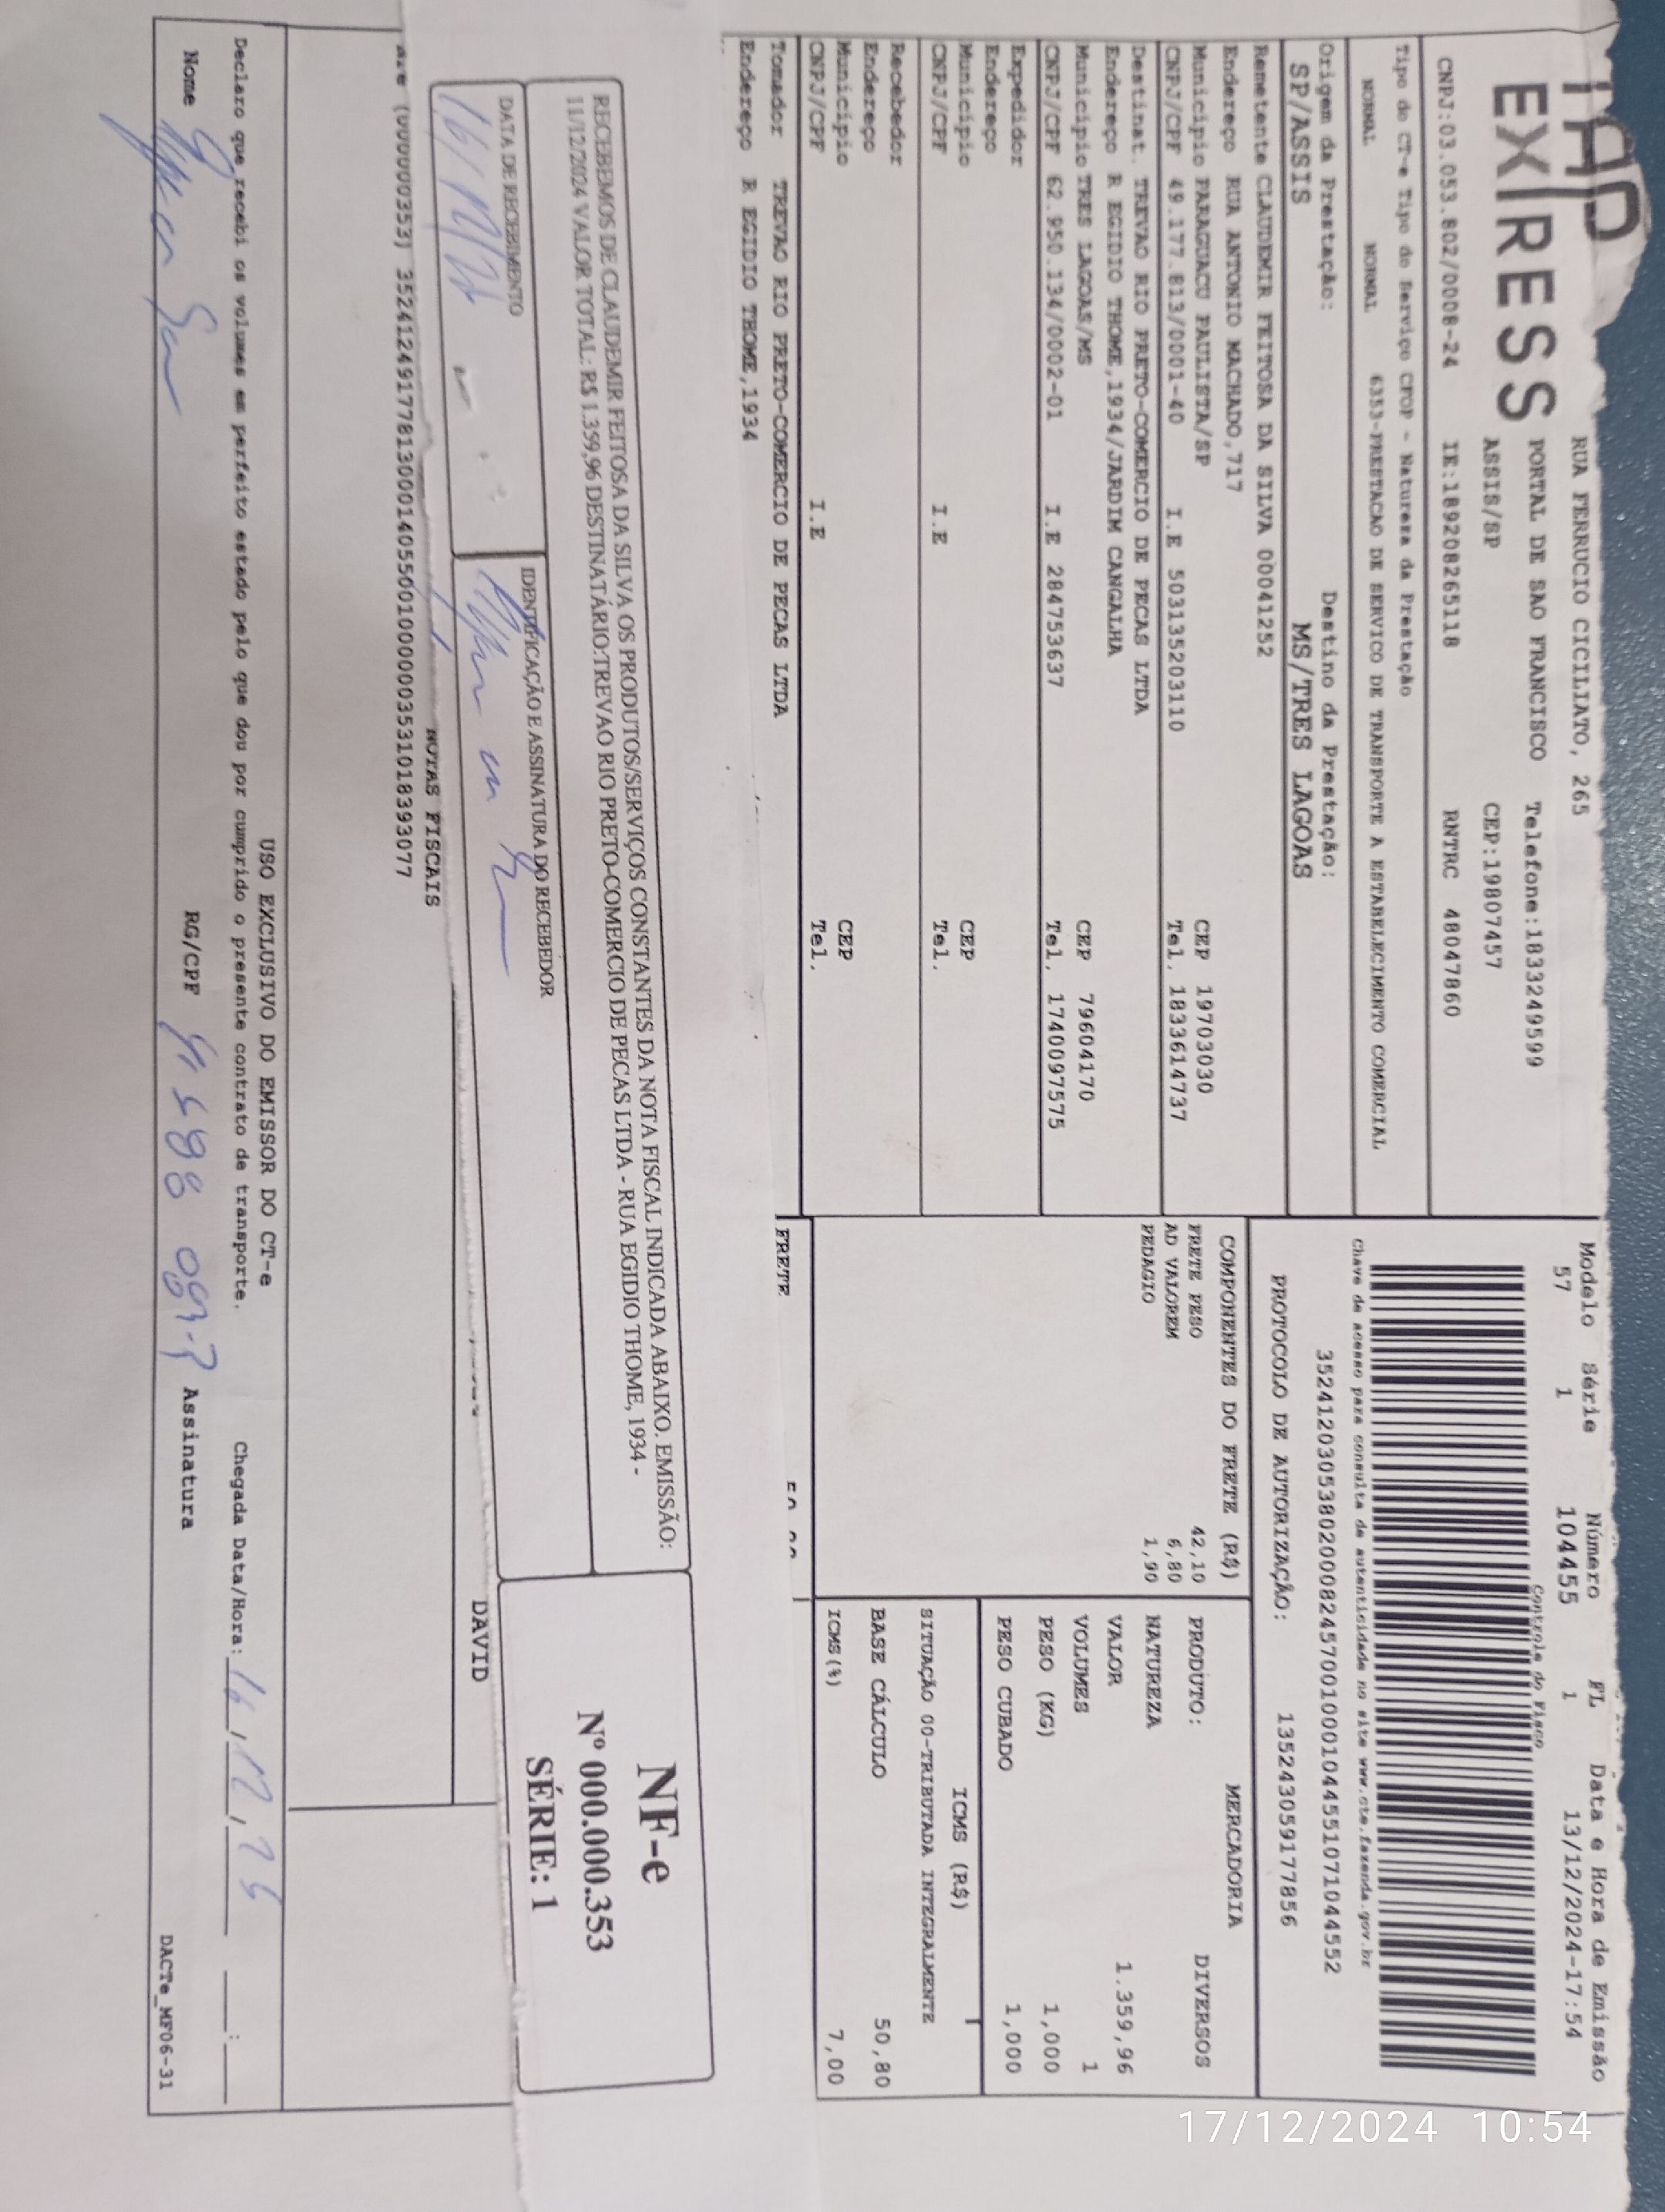 TAP
EXPRESS
RUA FERRUCIO CICILIATO, 265
PORTAL DE SAO FRANCISCO Telefone:1833249599
ASSIS/SP CEP:19807457
CNPJ:03.053.802/0008-24 IE:189208265118 RNTRC 48047860
Modelo Série Número FL Data e Hora de Emissão
57 1 104455 1 13/12/2024-17:54
Controle do Fisco
Chave de acesso para consulta de autenticidade no site www.cte.fazenda.gov.br
35241203053802000824570010001044551071044552
PROTOCOLO DE AUTORIZAÇÃO: 135243059177856
Tipo do CT-e Tipo do Serviço CFOP - Natureza da Prestação
NORMAL NORMAL 6353-PRESTACAO DE SERVICO DE TRANSPORTE A ESTABELECIMENTO COMERCIAL
Origem da Prestação: Destino da Prestação:
SP/ASSIS MS/TRES LAGOAS
Remetente CLAUDEMIR FEITOSA DA SILVA 00041252
Endereço RUA ANTONIO MACHADO,717
Município PARAGUACU PAULISTA/SP CEP 19703030
CNPJ/CPF 49.177.813/0001-40 I.E 503135203110 Tel. 1833614737
Destinat. TREVAO RIO PRETO-COMERCIO DE PECAS LTDA
Endereço R EGIDIO THOME,1934/JARDIM CANGALHA
Município TRES LAGOAS/MS CEP 79604170
CNPJ/CPF 62.950.134/0002-01 I.E 284753637 Tel. 1740097575
Expedidor
Endereço
Município CEP
CNPJ/CPF I.E Tel.
Recebedor
Endereço
Município CEP
CNPJ/CPF I.E Tel.
Tomador TREVAO RIO PRETO-COMERCIO DE PECAS LTDA
Endereço R EGIDIO THOME,1934
COMPONENTES DO FRETE (R$)
FRETE PESO 42,10
AD VALOREM 6,80
PEDAGIO 1,90
FRETE
MERCADORIA
PRODUTO: DIVERSOS
NATUREZA
VALOR 1.359,96
VOLUMES 1
PESO (KG) 1,000
PESO CUBADO 1,000
ICMS (R$)
SITUAÇÃO 00-TRIBUTADA INTEGRALMENTE
BASE CÁLCULO 50,80
ICMS(%) 7,00
RECEBEMOS DE CLAUDEMIR FEITOSA DA SILVA OS PRODUTOS/SERVIÇOS CONSTANTES DA NOTA FISCAL INDICADA ABAIXO. EMISSÃO:
11/12/2024 VALOR TOTAL: R$ 1.359,96 DESTINATÁRIO:TREVAO RIO PRETO-COMERCIO DE PECAS LTDA - RUA EGIDIO THOME, 1934 -
DATA DE RECEBIMENTO
IDENTIFICAÇÃO E ASSINATURA DO RECEBEDOR
NF-e
Nº 000.000.353
SÉRIE: 1
DAVID
NOTAS FISCAIS
(000000353) 35241249177813000140550010000003531018393077
USO EXCLUSIVO DO EMISSOR DO CT-e
Declaro que recebi os volumes em perfeito estado pelo que dou por cumprido o presente contrato de transporte. Chegada Data/Hora: 16/12/24 __:__
Nome RG/CPF Assinatura
DACTe_MF06-31
17/12/2024 10:54